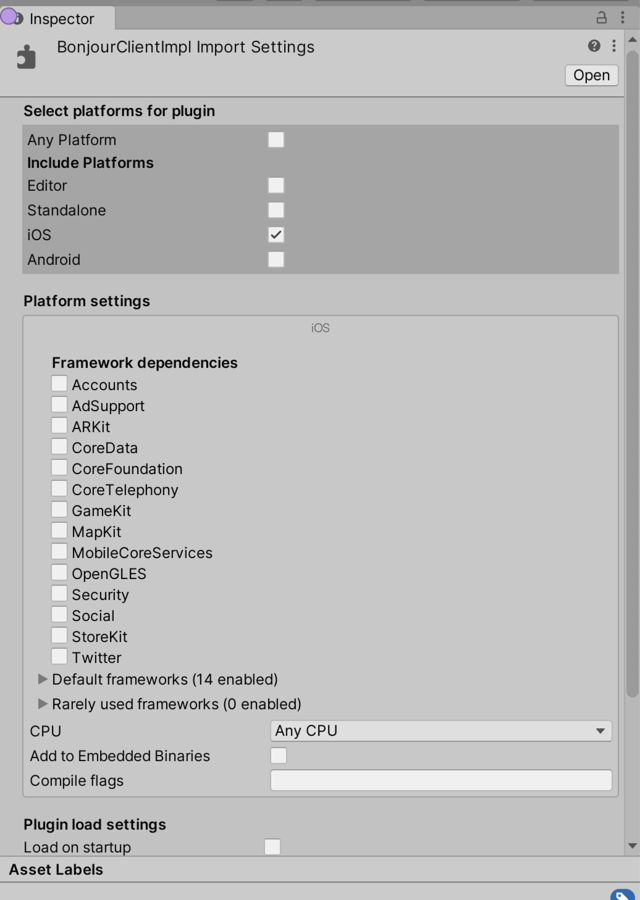 Inspector
BonjourClientImpl Import Settings
Open
Select platforms for plugin
Any Platform
Include Platforms
Editor
Standalone
iOS
Android
Platform settings
iOS
Framework dependencies
Accounts
AdSupport
ARKit
CoreData
CoreFoundation
CoreTelephony
GameKit
MapKit
MobileCoreServices
OpenGLES
Security
Social
StoreKit
Twitter
Default frameworks (14 enabled)
Rarely used frameworks (0 enabled)
CPU Any CPU
Add to Embedded Binaries
Compile flags
Plugin load settings
Load on startup
Asset Labels